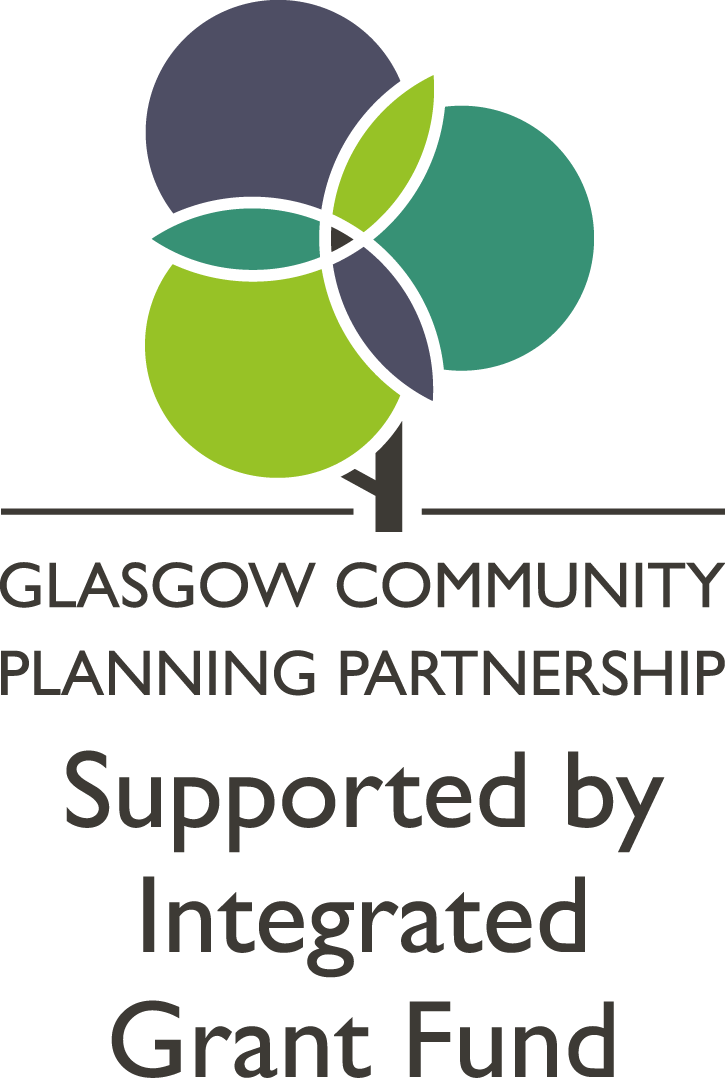 GLASGOW COMMUNITY
PLANNING PARTNERSHIP
Supported by
Integrated
Grant Fund